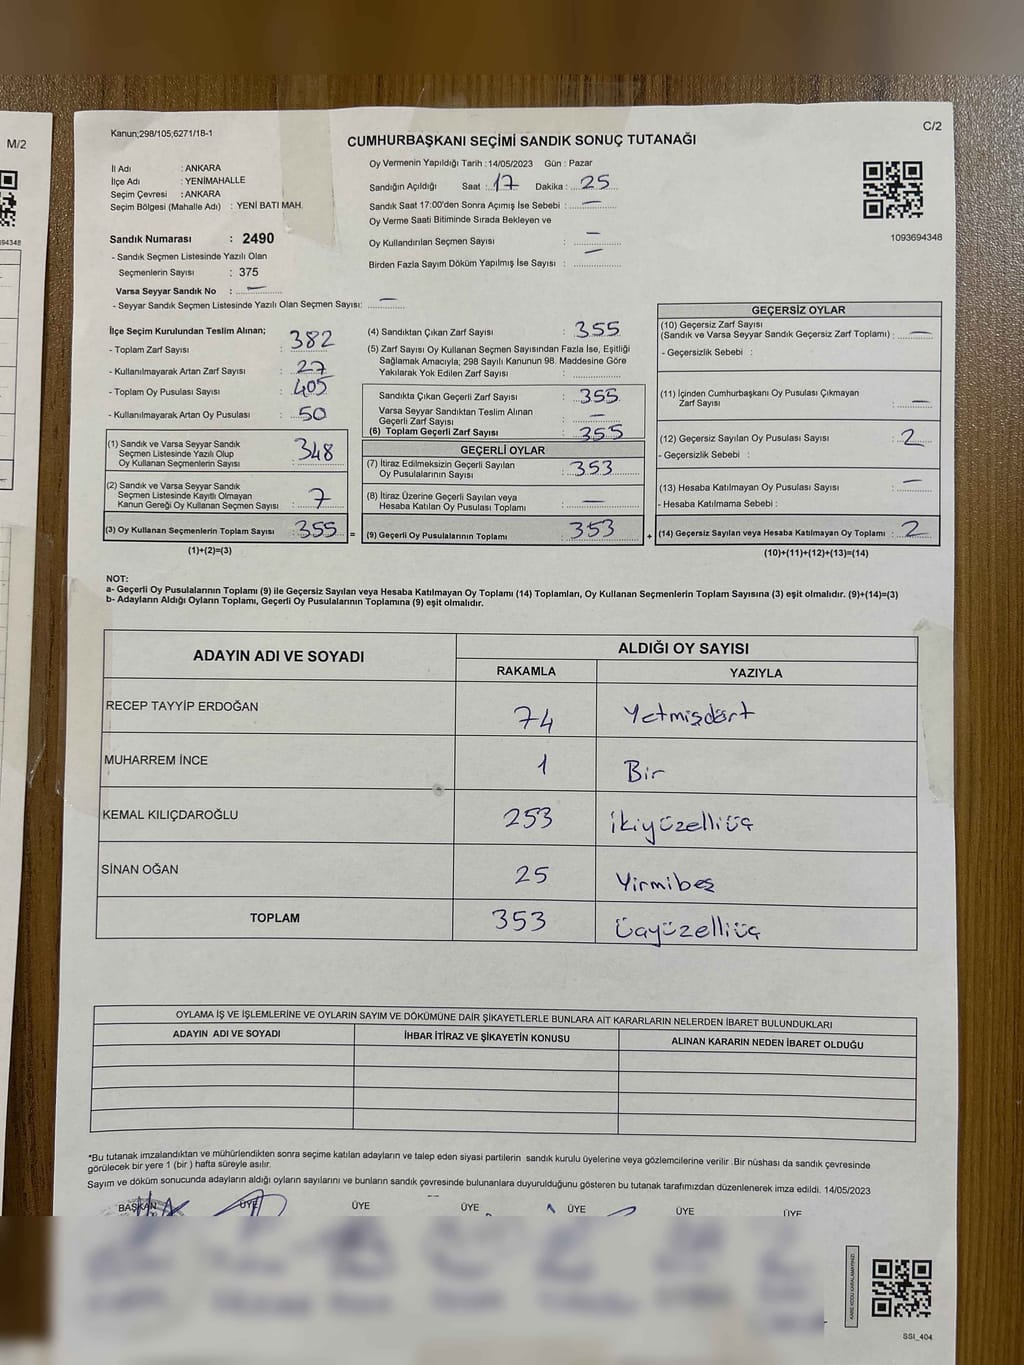 M/2
94348
Kanun;298/105;6271/18-1
C/2
CUMHURBAŞKANI SEÇİMİ SANDIK SONUÇ TUTANAĞI
İl Adı : ANKARA
İlçe Adı : YENİMAHALLE
Seçim Çevresi : ANKARA
Seçim Bölgesi (Mahalle Adı) : YENİ BATI MAH.
Sandık Numarası : 2490
- Sandık Seçmen Listesinde Yazılı Olan
Seçmenlerin Sayısı : 375
Varsa Seyyar Sandık No : —
- Seyyar Sandık Seçmen Listesinde Yazılı Olan Seçmen Sayısı: —
Oy Vermenin Yapıldığı Tarih : 14/05/2023 Gün : Pazar
Sandığın Açıldığı Saat : 17 Dakika : 25
Sandık Saat 17:00'den Sonra Açımış İse Sebebi : —
Oy Verme Saati Bitiminde Sırada Bekleyen ve
Oy Kullandırılan Seçmen Sayısı : —
Birden Fazla Sayım Döküm Yapılmış İse Sayısı : —
1093694348
İlçe Seçim Kurulundan Teslim Alınan;
- Toplam Zarf Sayısı : 382
- Kullanılmayarak Artan Zarf Sayısı : 27
- Toplam Oy Pusulası Sayısı : 405
- Kullanılmayarak Artan Oy Pusulası : 50
(1) Sandık ve Varsa Seyyar Sandık
Seçmen Listesinde Yazılı Olup
Oy Kullanan Seçmenlerin Sayısı : 348
(2) Sandık ve Varsa Seyyar Sandık
Seçmen Listesinde Kayıtlı Olmayan
Kanun Gereği Oy Kullanan Seçmen Sayısı : 7
(3) Oy Kullanan Seçmenlerin Toplam Sayısı : 355 =
(1)+(2)=(3)
(4) Sandıktan Çıkan Zarf Sayısı : 355
(5) Zarf Sayısı Oy Kullanan Seçmen Sayısından Fazla İse, Eşitliği
Sağlamak Amacıyla; 298 Sayılı Kanunun 98. Maddesine Göre
Yakılarak Yok Edilen Zarf Sayısı :
Sandıkta Çıkan Geçerli Zarf Sayısı : 355
Varsa Seyyar Sandıktan Teslim Alınan
Geçerli Zarf Sayısı : —
(6) Toplam Geçerli Zarf Sayısı : 355
GEÇERLİ OYLAR
(7) İtiraz Edilmeksizin Geçerli Sayılan
Oy Pusulalarının Sayısı : 353
(8) İtiraz Üzerine Geçerli Sayılan veya
Hesaba Katılan Oy Pusulası Toplamı : —
(9) Geçerli Oy Pusulalarının Toplamı : 353 +
GEÇERSİZ OYLAR
(10) Geçersiz Zarf Sayısı
(Sandık ve Varsa Seyyar Sandık Geçersiz Zarf Toplamı) : —
- Geçersizlik Sebebi :
(11) İçinden Cumhurbaşkanı Oy Pusulası Çıkmayan
Zarf Sayısı : —
(12) Geçersiz Sayılan Oy Pusulası Sayısı : 2
- Geçersizlik Sebebi :
(13) Hesaba Katılmayan Oy Pusulası Sayısı : —
- Hesaba Katılmama Sebebi :
(14) Geçersiz Sayılan veya Hesaba Katılmayan Oy Toplamı : 2
(10)+(11)+(12)+(13)=(14)
NOT:
a- Geçerli Oy Pusulalarının Toplamı (9) ile Geçersiz Sayılan veya Hesaba Katılmayan Oy Toplamı (14) Toplamları, Oy Kullanan Seçmenlerin Toplam Sayısına (3) eşit olmalıdır. (9)+(14)=(3)
b- Adayların Aldığı Oyların Toplamı, Geçerli Oy Pusulalarının Toplamına (9) eşit olmalıdır.
ADAYIN ADI VE SOYADI
ALDIĞI OY SAYISI
RAKAMLA YAZIYLA
RECEP TAYYİP ERDOĞAN 74 Yetmişdört
MUHARREM İNCE 1 Bir
KEMAL KILIÇDAROĞLU 253 ikiyüzelliüç
SİNAN OĞAN 25 Yirmibeş
TOPLAM 353 Üçyüzelliüç
OYLAMA İŞ VE İŞLEMLERİNE VE OYLARIN SAYIM VE DÖKÜMÜNE DAİR ŞİKAYETLERLE BUNLARA AİT KARARLARIN NELERDEN İBARET BULUNDUKLARI
ADAYIN ADI VE SOYADI İHBAR İTİRAZ VE ŞİKAYETİN KONUSU ALINAN KARARIN NEDEN İBARET OLDUĞU
*Bu tutanak imzalandıktan ve mühürlendikten sonra seçime katılan adayların ve talep eden siyasi partilerin sandık kurulu üyelerine veya gözlemcilerine verilir. Bir nüshası da sandık çevresinde
görülecek bir yere 1 (bir ) hafta süreyle asılır.
Sayım ve döküm sonucunda adayların aldığı oyların sayılarını ve bunların sandık çevresinde bulunanlara duyurulduğunu gösteren bu tutanak tarafımızdan düzenlenerek imza edildi. 14/05/2023
BAŞKAN ÜYE ÜYE ÜYE ÜYE ÜYE ÜYE
KARE KODU KARALAMAYINIZ!
SSI_404